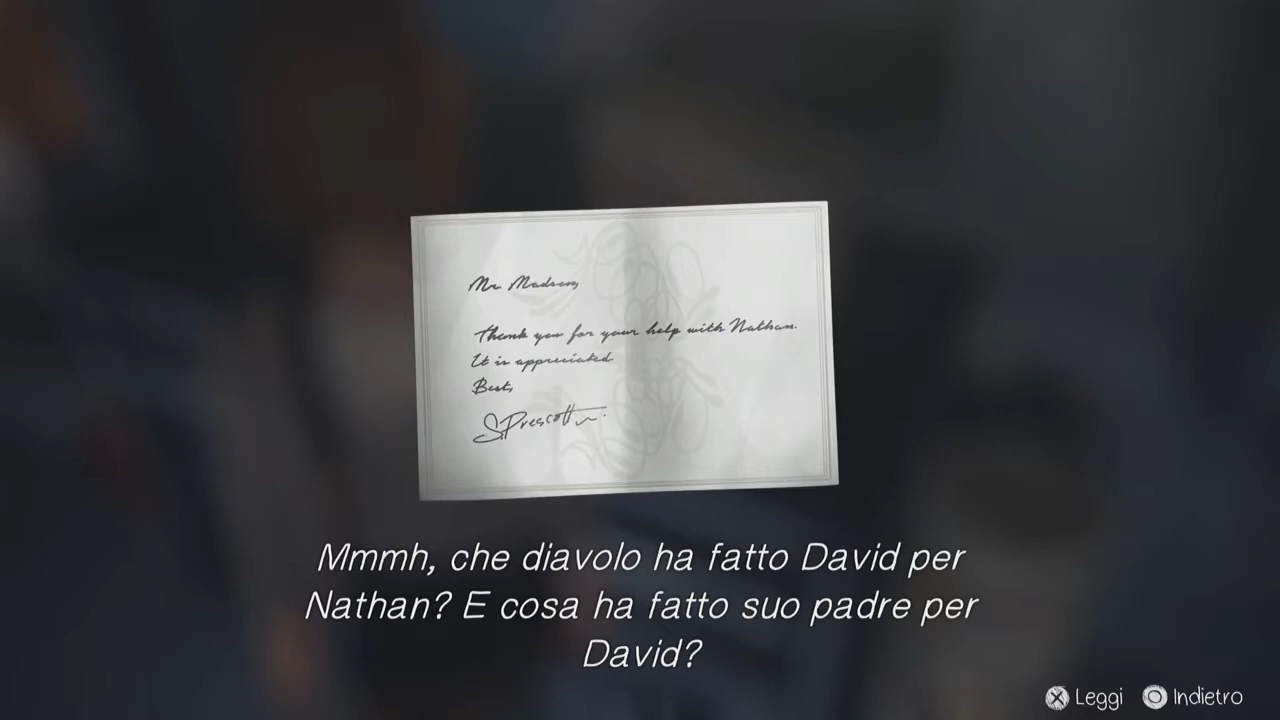 Mr Madsen,
Thank you for your help with Nathan.
It is appreciated.
Best,
S.Prescott
Mmmh, che diavolo ha fatto David per
Nathan? E cosa ha fatto suo padre per
David?
Leggi Indietro